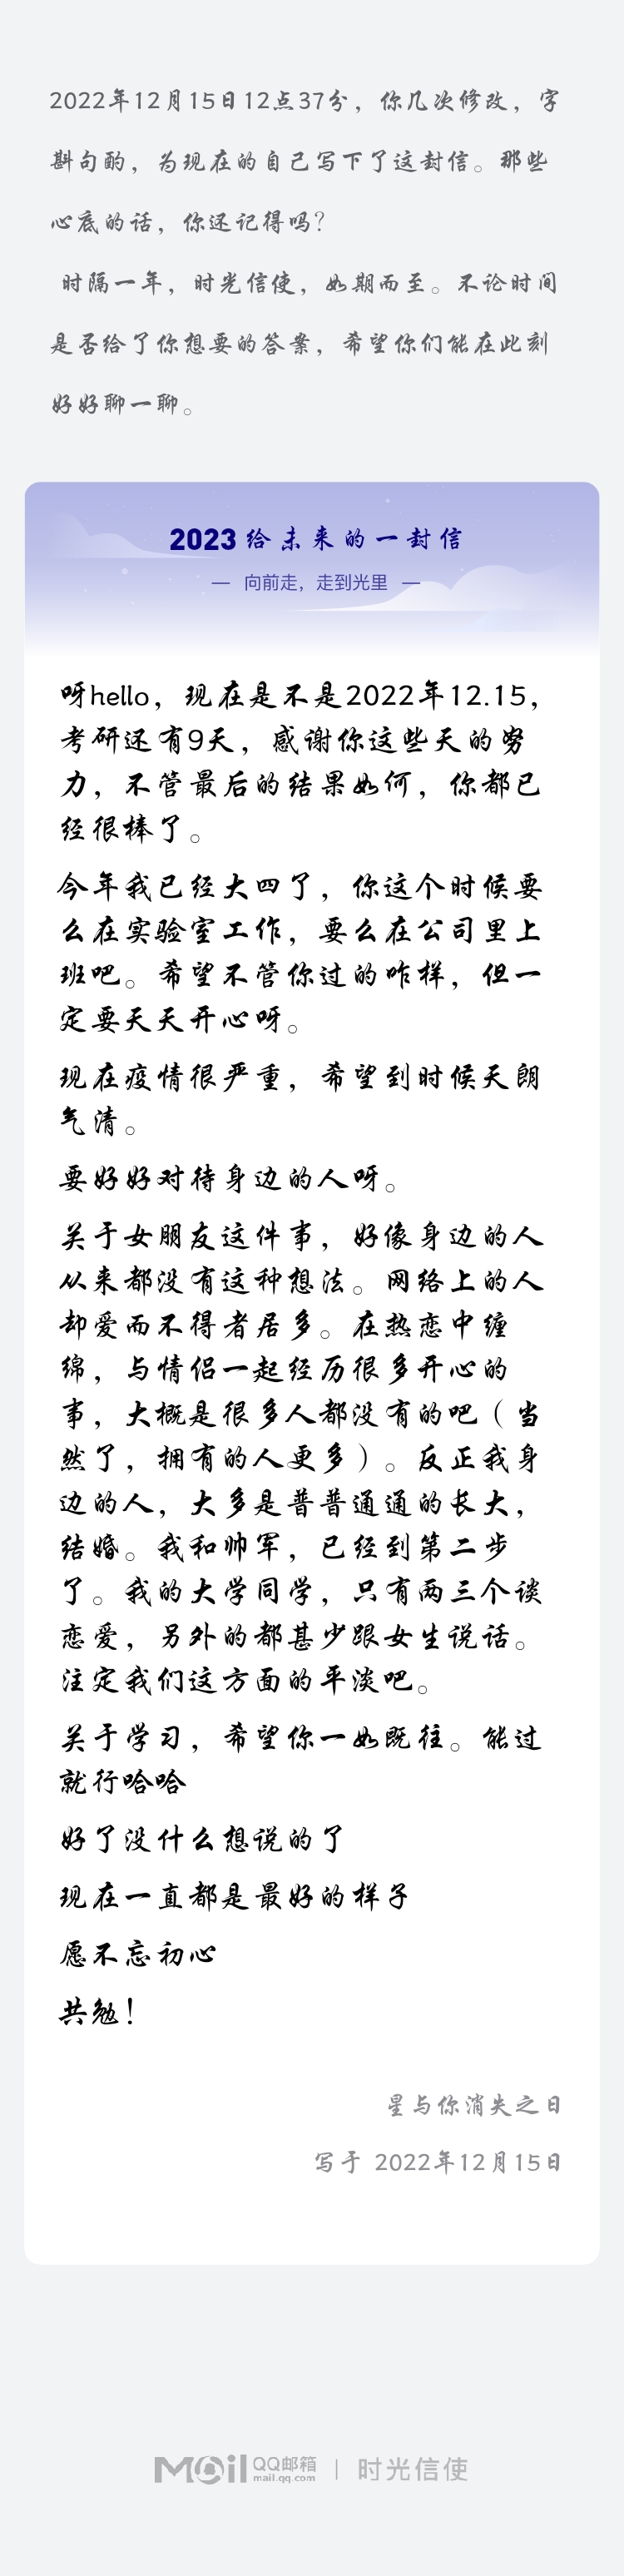 2022年12月15日12点37分，你几次修改，字
斟句酌，为现在的自己写下了这封信。那些
心底的话，你还记得吗？
时隔一年，时光信使，如期而至。不论时间
是否给了你想要的答案，希望你们能在此刻
好好聊一聊。
2023 给未来的一封信
— 向前走，走到光里 —
呀hello，现在是不是2022年12.15，
考研还有9天，感谢你这些天的努
力，不管最后的结果如何，你都已
经很棒了。
今年我已经大四了，你这个时候要
么在实验室工作，要么在公司里上
班吧。希望不管你过的咋样，但一
定要天天开心呀。
现在疫情很严重，希望到时候天朗
气清。
要好好对待身边的人呀。
关于女朋友这件事，好像身边的人
从来都没有这种想法。网络上的人
却爱而不得者居多。在热恋中缠
绵，与情侣一起经历很多开心的
事，大概是很多人都没有的吧（当
然了，拥有的人更多）。反正我身
边的人，大多是普普通通的长大，
结婚。我和帅军，已经到第二步
了。我的大学同学，只有两三个谈
恋爱，另外的都甚少跟女生说话。
注定我们这方面的平淡吧。
关于学习，希望你一如既往。能过
就行哈哈
好了没什么想说的了
现在一直都是最好的样子
愿不忘初心
共勉！
星与你消失之日
写于 2022年12月15日
Mail QQ邮箱 mail.qq.com | 时光信使